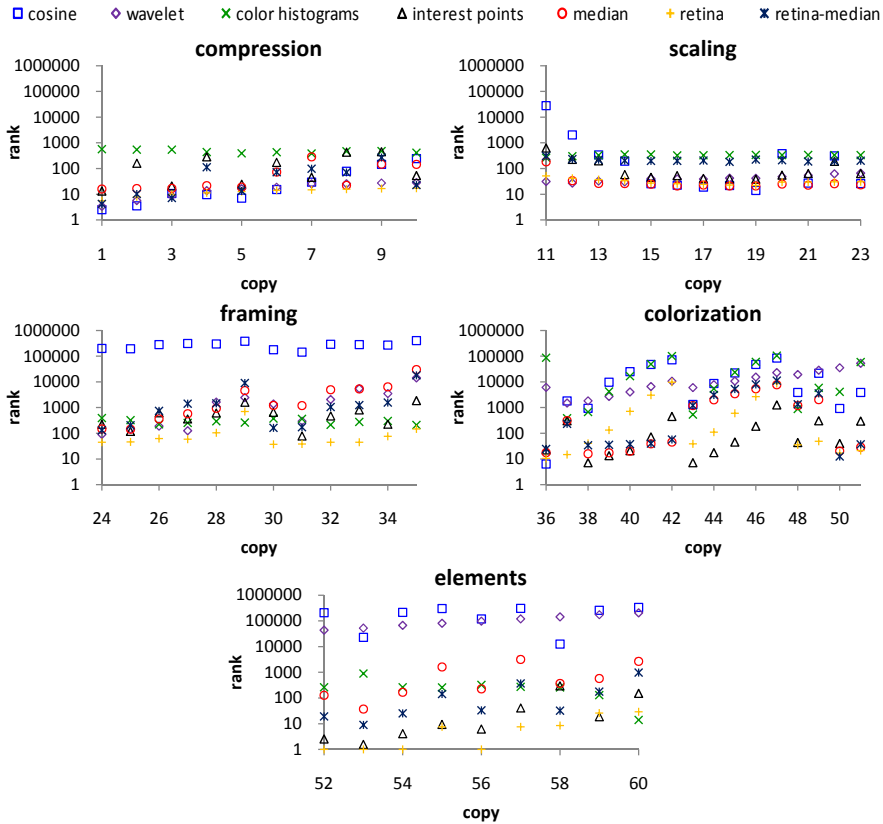 cosine wavelet color histograms interest points median retina retina-median
compression
1000000
100000
10000
1000
100
10
1
rank
1 3 5 7 9
copy
scaling
1000000
100000
10000
1000
100
10
1
rank
11 13 15 17 19 21 23
copy
framing
1000000
100000
10000
1000
100
10
1
rank
24 26 28 30 32 34
copy
colorization
1000000
100000
10000
1000
100
10
1
rank
36 38 40 42 44 46 48 50
copy
elements
1000000
100000
10000
1000
100
10
1
rank
52 54 56 58 60
copy